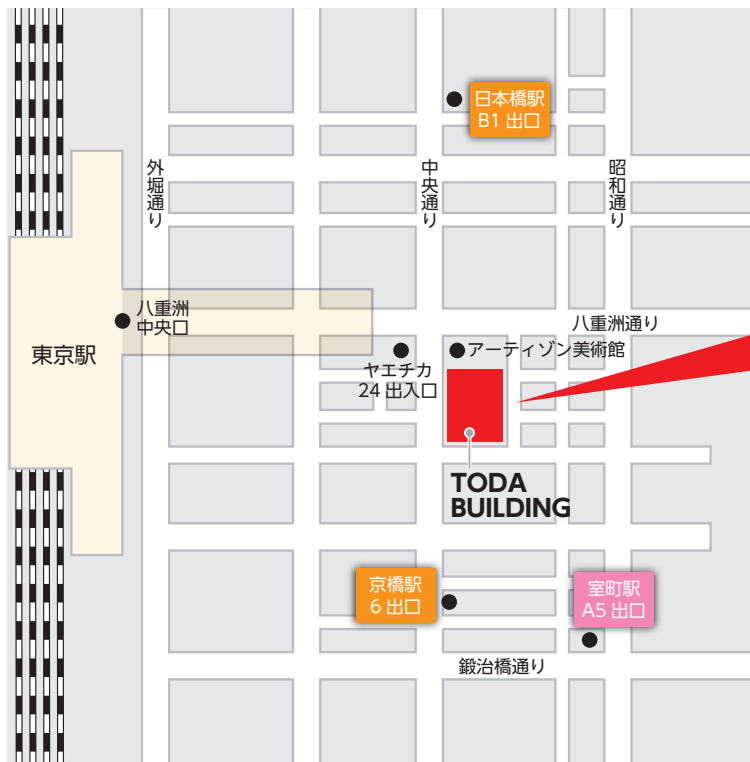 日本橋駅
B1 出口
外堀通り
中央通り
昭和通り
八重洲
中央口
八重洲通り
東京駅
アーティゾン美術館
ヤエチカ
24 出入口
TODA
BUILDING
京橋駅
6 出口
室町駅
A5 出口
鍛治橋通り